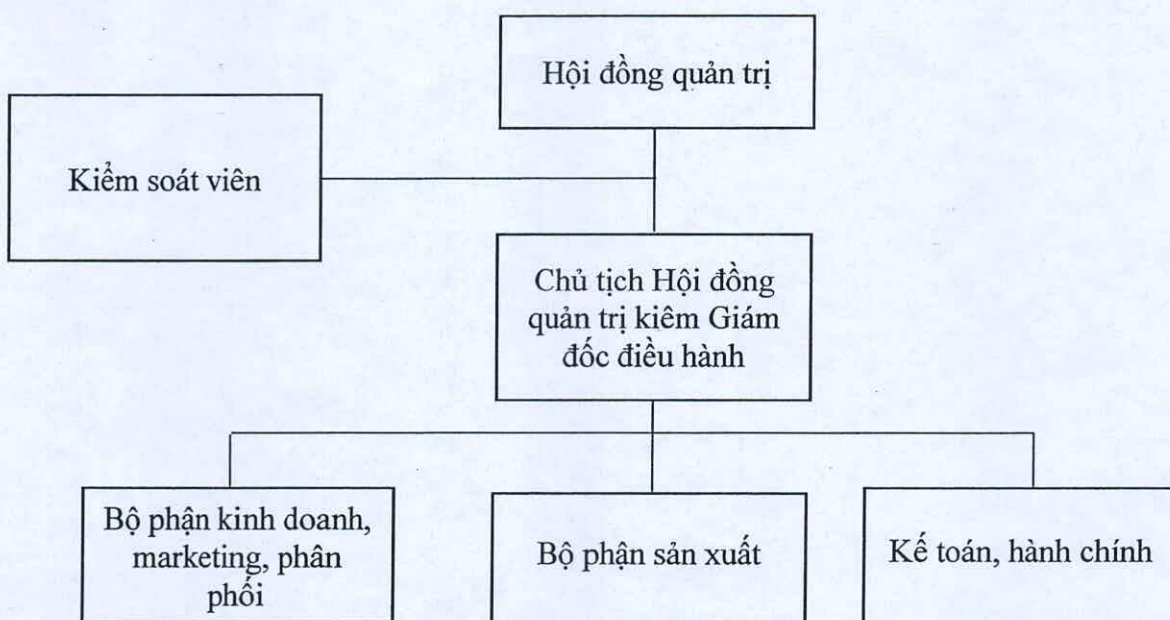 Hội đồng quản trị
Kiểm soát viên
Chủ tịch Hội đồng
quản trị kiêm Giám
đốc điều hành
Bộ phận kinh doanh,
marketing, phân
phối
Bộ phận sản xuất
Kế toán, hành chính